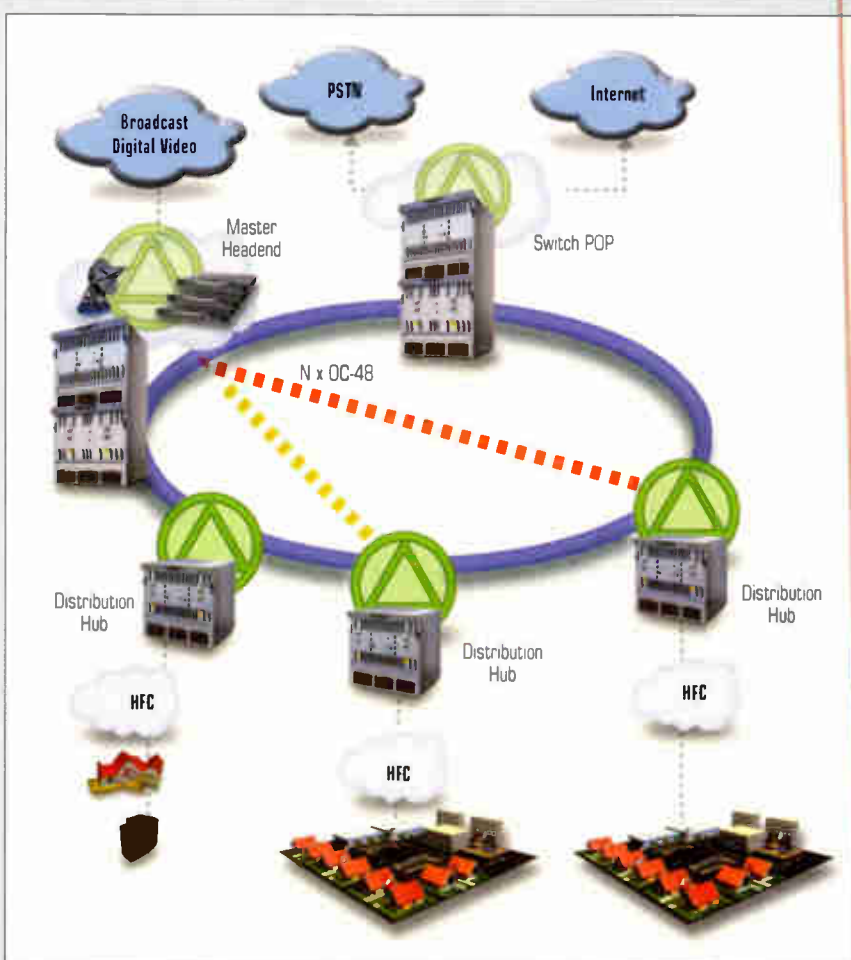 PSTN
Internet
Broadcast
Digital Video
Master
Headend
Switch POP
N x OC-48
Distribution
Hub
Distribution
Hub
Distribution
Hub
HFC
HFC
HFC